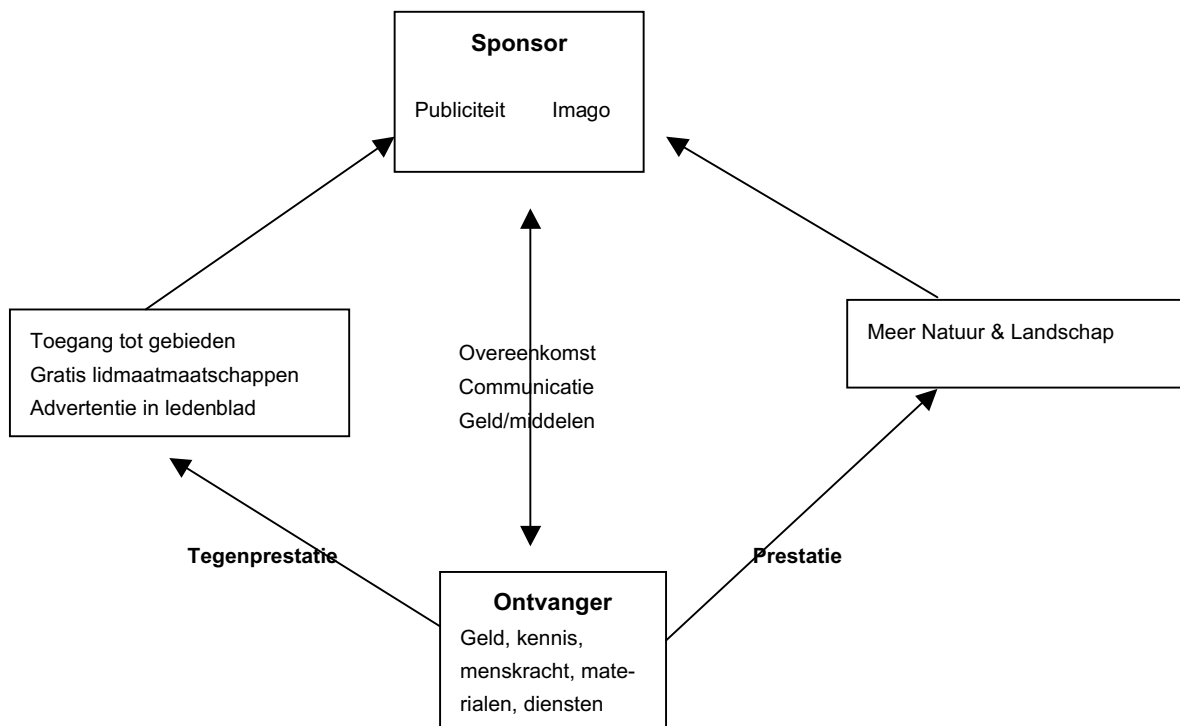 Sponsor
Publiciteit Imago
Toegang tot gebieden
Gratis lidmaatmaatschappen
Advertentie in ledenblad
Overeenkomst
Communicatie
Geld/middelen
Meer Natuur & Landschap
Tegenprestatie
Prestatie
Ontvanger
Geld, kennis,
menskracht, mate-
rialen, diensten